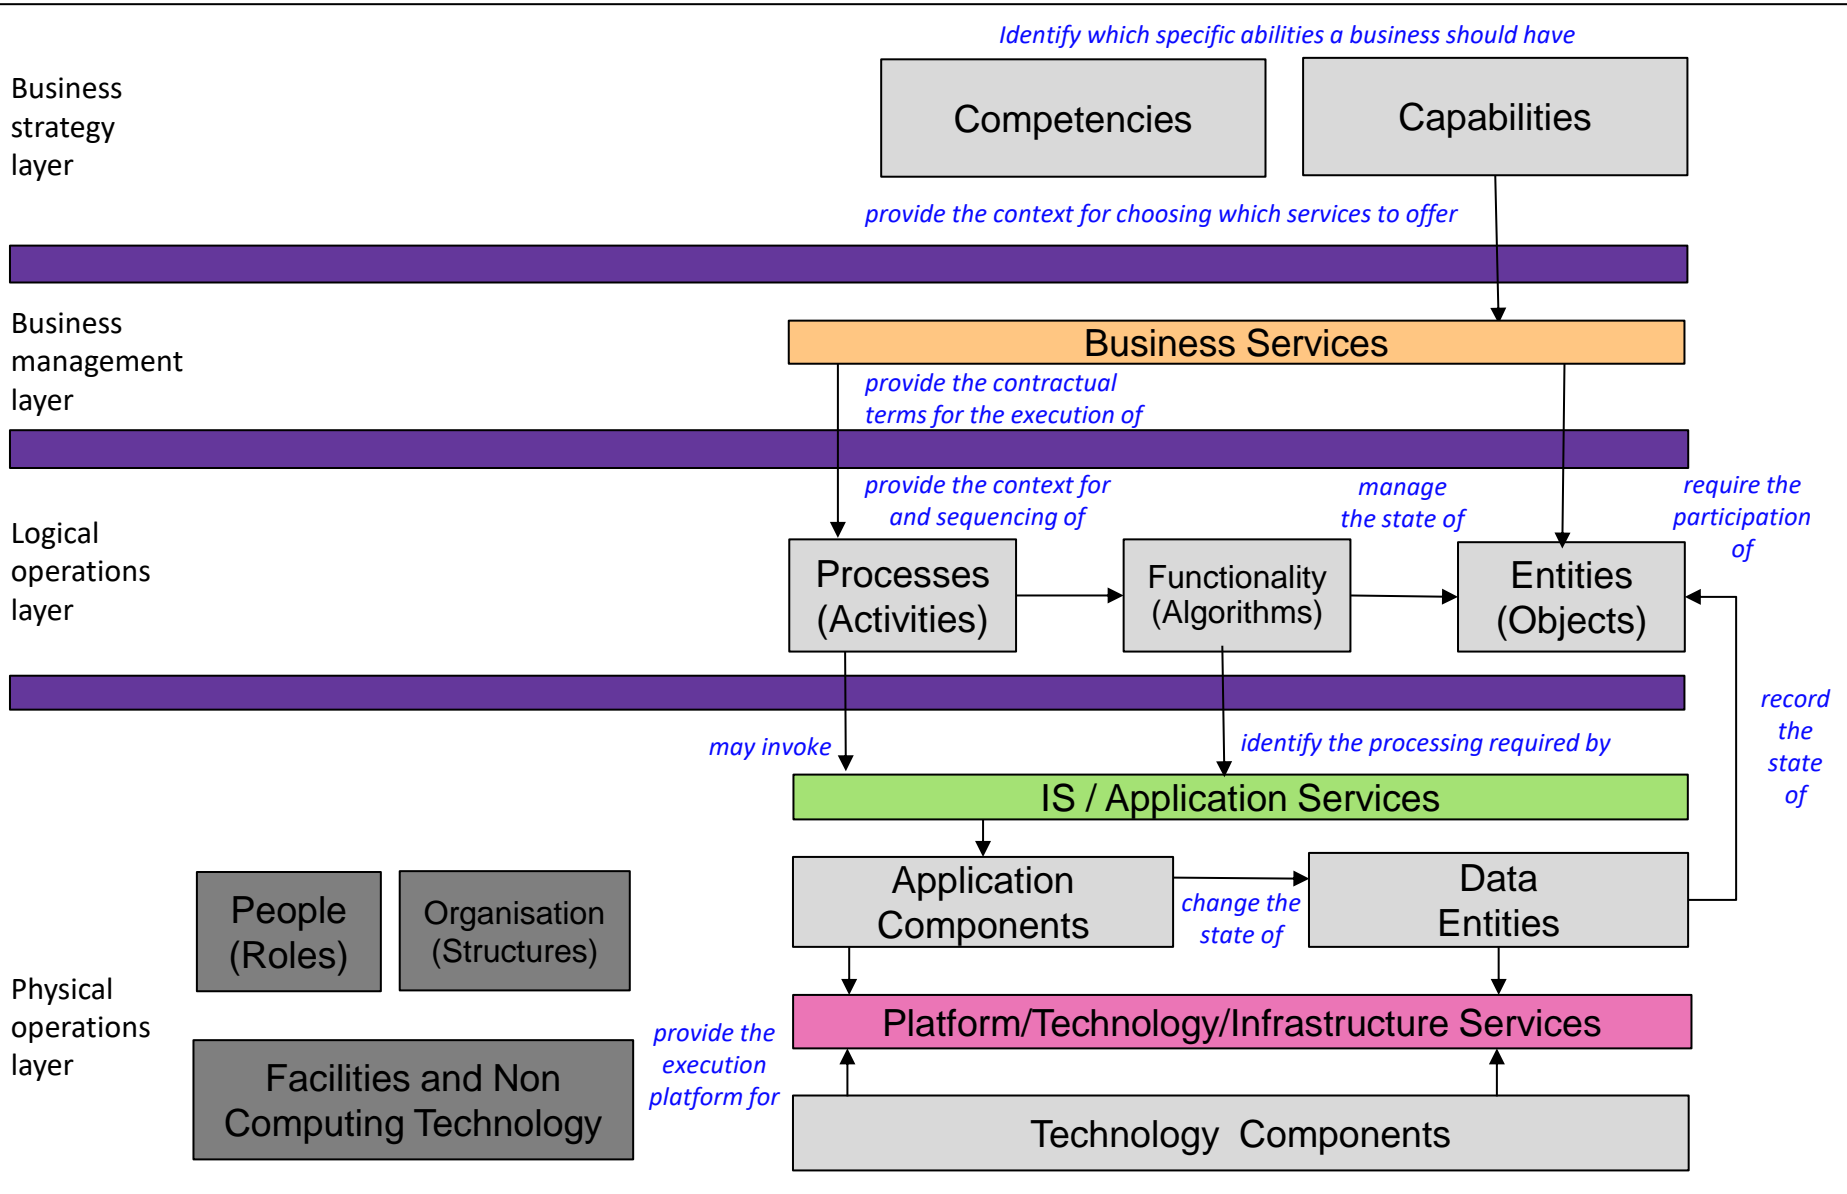 Identify which specific abilities a business should have
Business
strategy
layer
Competencies
Capabilities
provide the context for choosing which services to offer
Business
management
layer
Business Services
provide the contractual
terms for the execution of
Logical
operations
layer
provide the context for
and sequencing of
manage
the state of
require the
participation
of
Processes
(Activities)
Functionality
(Algorithms)
Entities
(Objects)
may invoke
identify the processing required by
record
the
state
of
IS / Application Services
Physical
operations
layer
People
(Roles)
Organisation
(Structures)
Application
Components
change the
state of
Data
Entities
Platform/Technology/Infrastructure Services
Facilities and Non
Computing Technology
provide the
execution
platform for
Technology Components